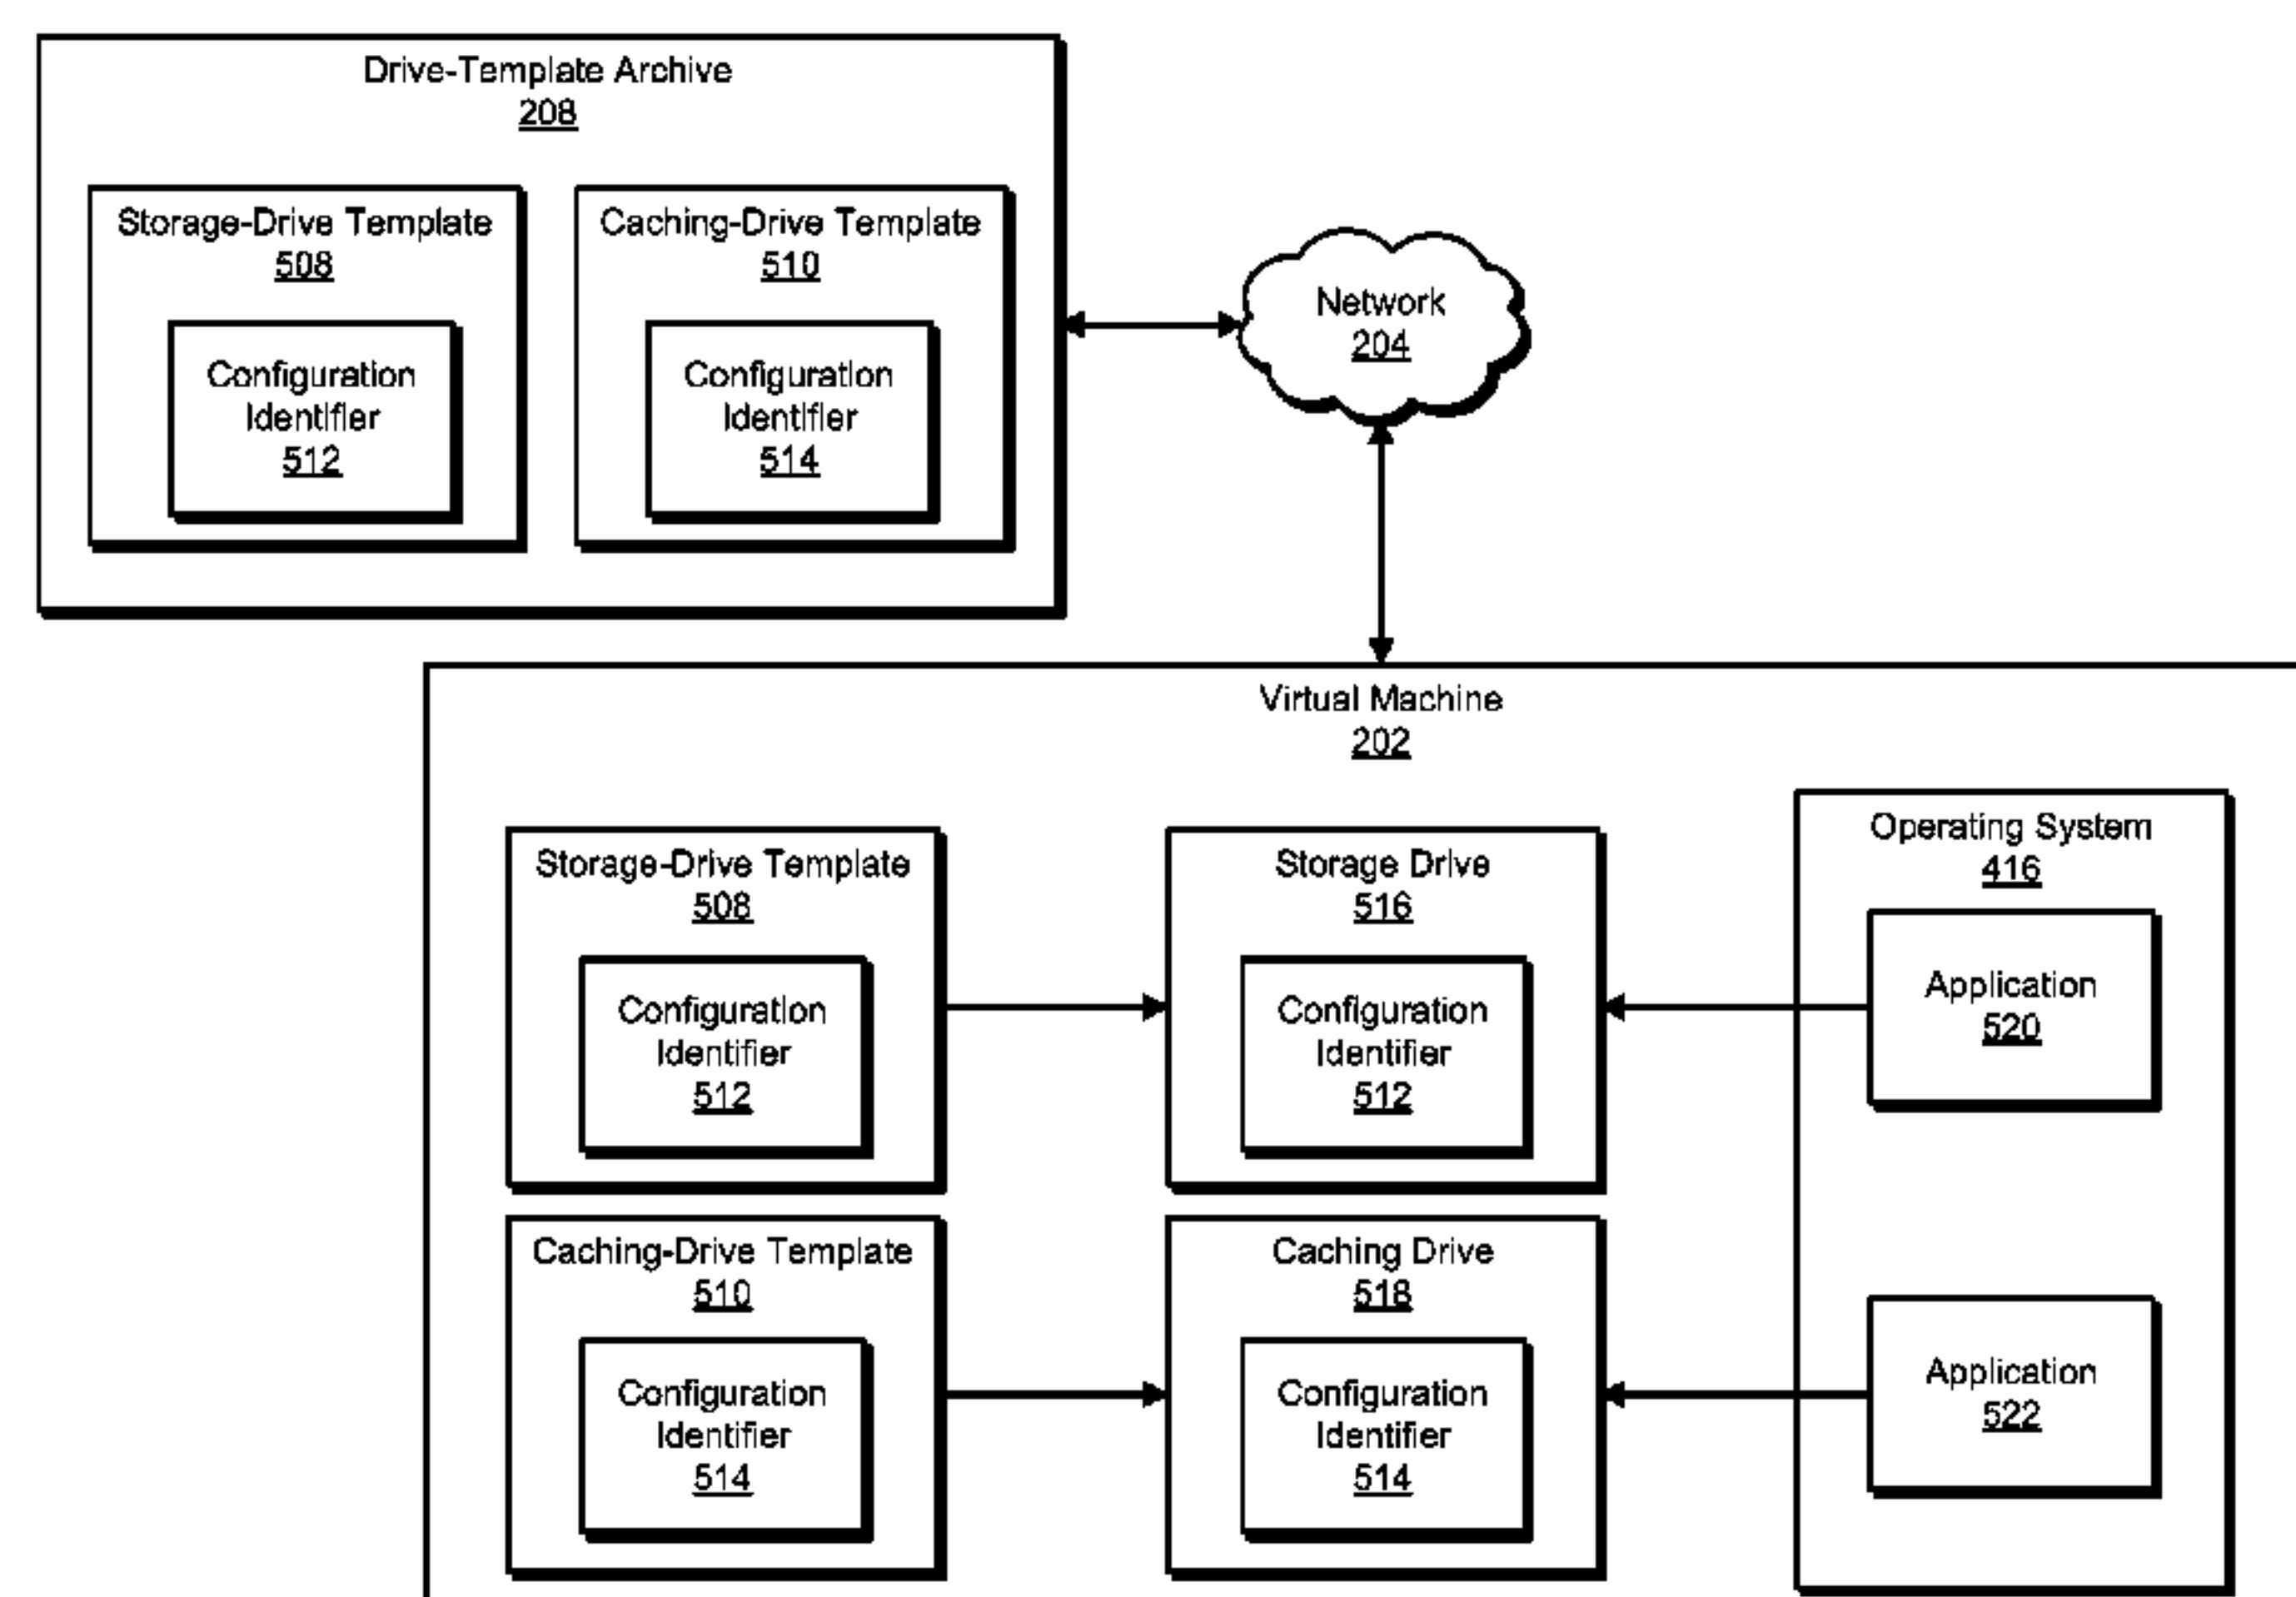 Drive-Template Archive
208
Storage-Drive Template
508
Configuration
Identifier
512
Caching-Drive Template
510
Configuration
Identifier
514
Network
204
Virtual Machine
202
Storage-Drive Template
508
Configuration
Identifier
512
Storage Drive
516
Configuration
Identifier
512
Operating System
416
Application
520
Caching-Drive Template
510
Configuration
Identifier
514
Caching Drive
518
Configuration
Identifier
514
Application
522